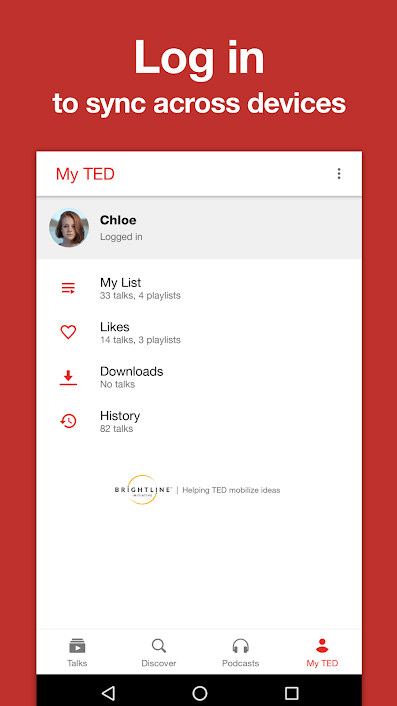 Log in
to sync across devices
My TED
Chloe
Logged in
My List
33 talks, 4 playlists
Likes
14 talks, 3 playlists
Downloads
No talks
History
82 talks
BRIGHTLINE™ | Helping TED mobilize ideas
INITIATIVE
Talks
Discover
Podcasts
My TED